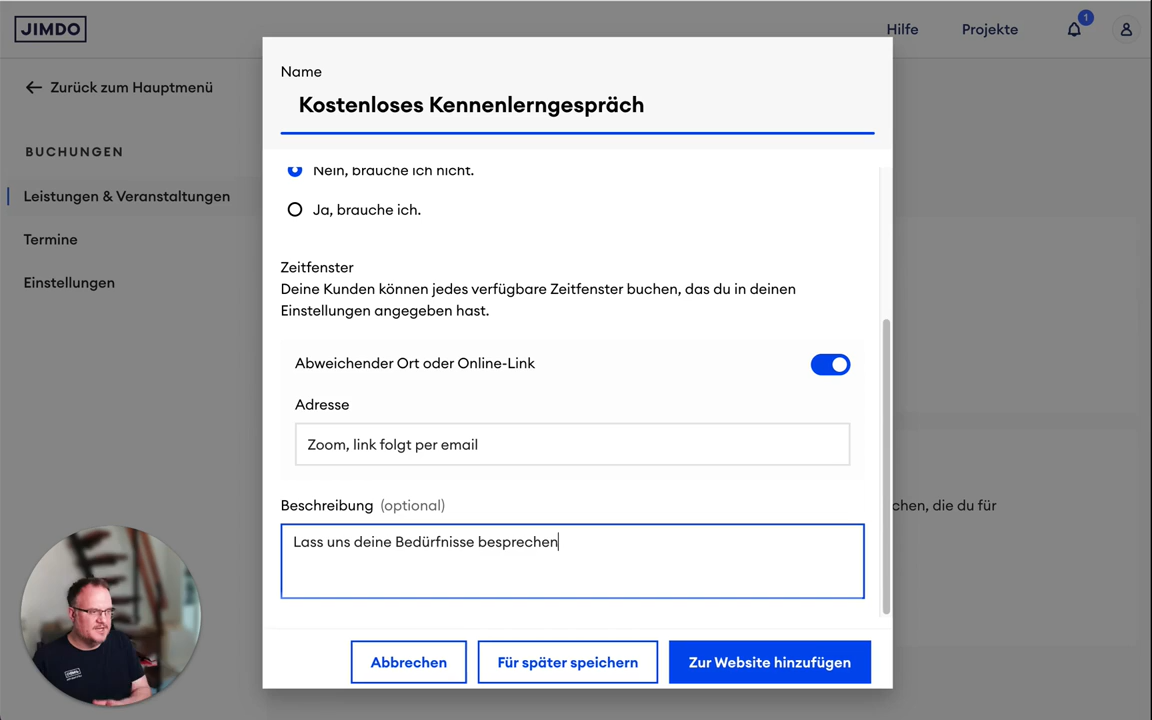 JIMDO
Hilfe
Projekte
1
Zurück zum Hauptmenü
BUCHUNGEN
Leistungen & Veranstaltungen
Termine
Einstellungen
Name
Kostenloses Kennenlerngespräch
Nein, brauche ich nicht.
Ja, brauche ich.
Zeitfenster
Deine Kunden können jedes verfügbare Zeitfenster buchen, das du in deinen
Einstellungen angegeben hast.
Abweichender Ort oder Online-Link
Adresse
Zoom, link folgt per email
Beschreibung (optional)
Lass uns deine Bedürfnisse besprechen
chen, die du für
Abbrechen
Für später speichern
Zur Website hinzufügen
JIMDO